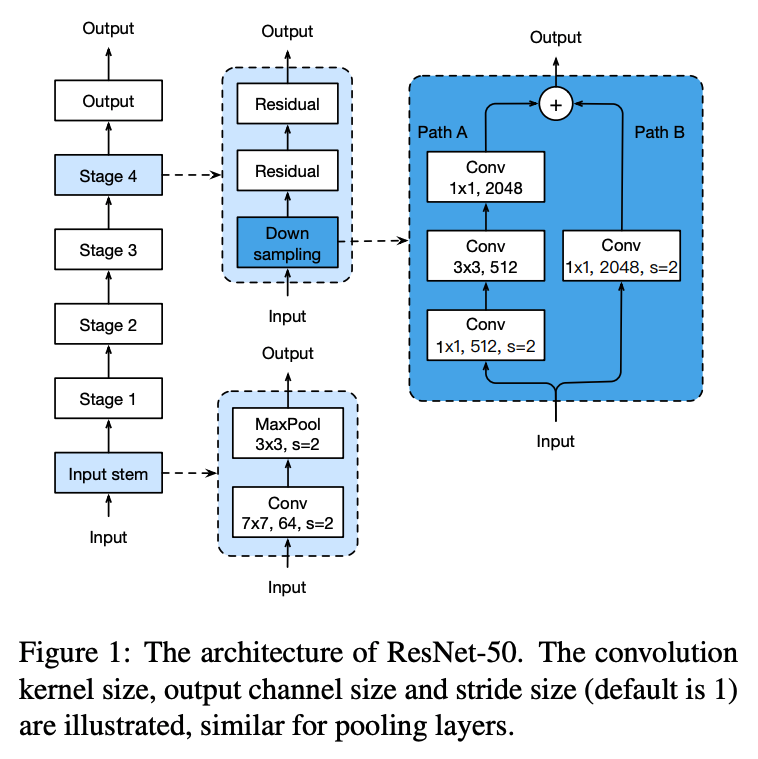 Output
Output
Stage 4
Stage 3
Stage 2
Stage 1
Input stem
Input
Output
Residual
Residual
Down
sampling
Input
Output
MaxPool
3x3, s=2
Conv
7x7, 64, s=2
Input
Output
+
Path A
Path B
Conv
1x1, 2048
Conv
3x3, 512
Conv
1x1, 512, s=2
Conv
1x1, 2048, s=2
Input
Figure 1: The architecture of ResNet-50. The convolution
kernel size, output channel size and stride size (default is 1)
are illustrated, similar for pooling layers.